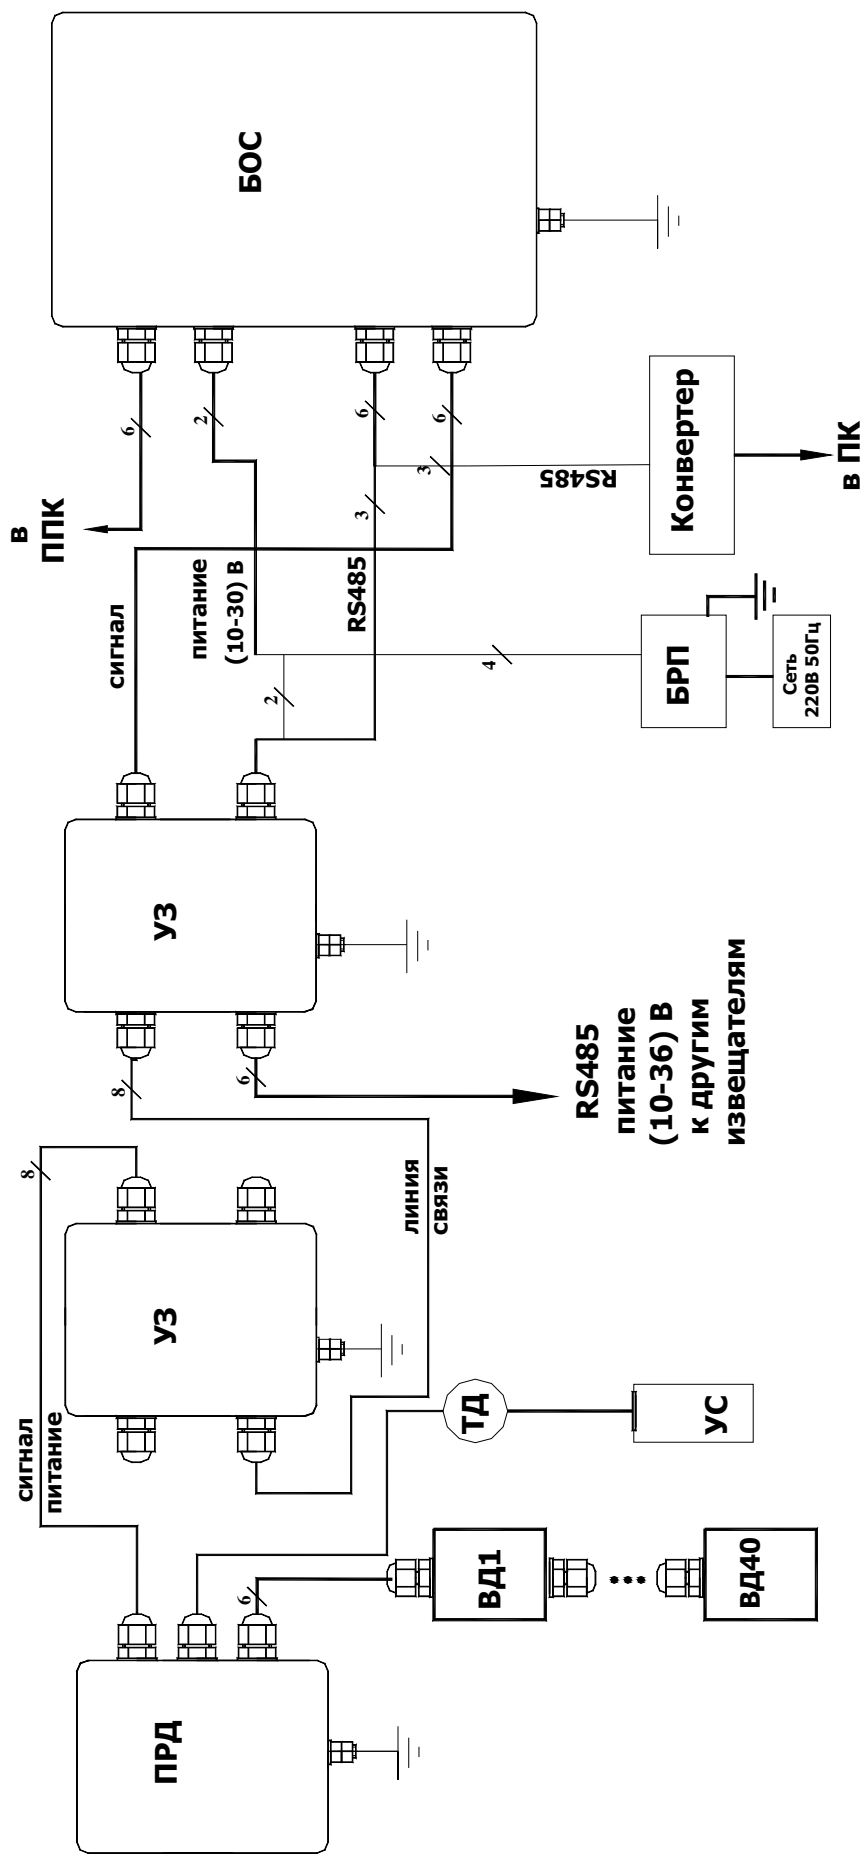 БОС
в
ППК
6
2
6
6
3
3
RS485
Конвертер
в ПК
сигнал
питание
(10-30) В
RS485
2
4
БРП
Сеть
220В 50Гц
УЗ
8
6
RS485
питание
(10-36) В
к другим
извещателям
линия
связи
8
УЗ
сигнал
питание
ТД
УС
6
ПРД
ВД1
ВД40